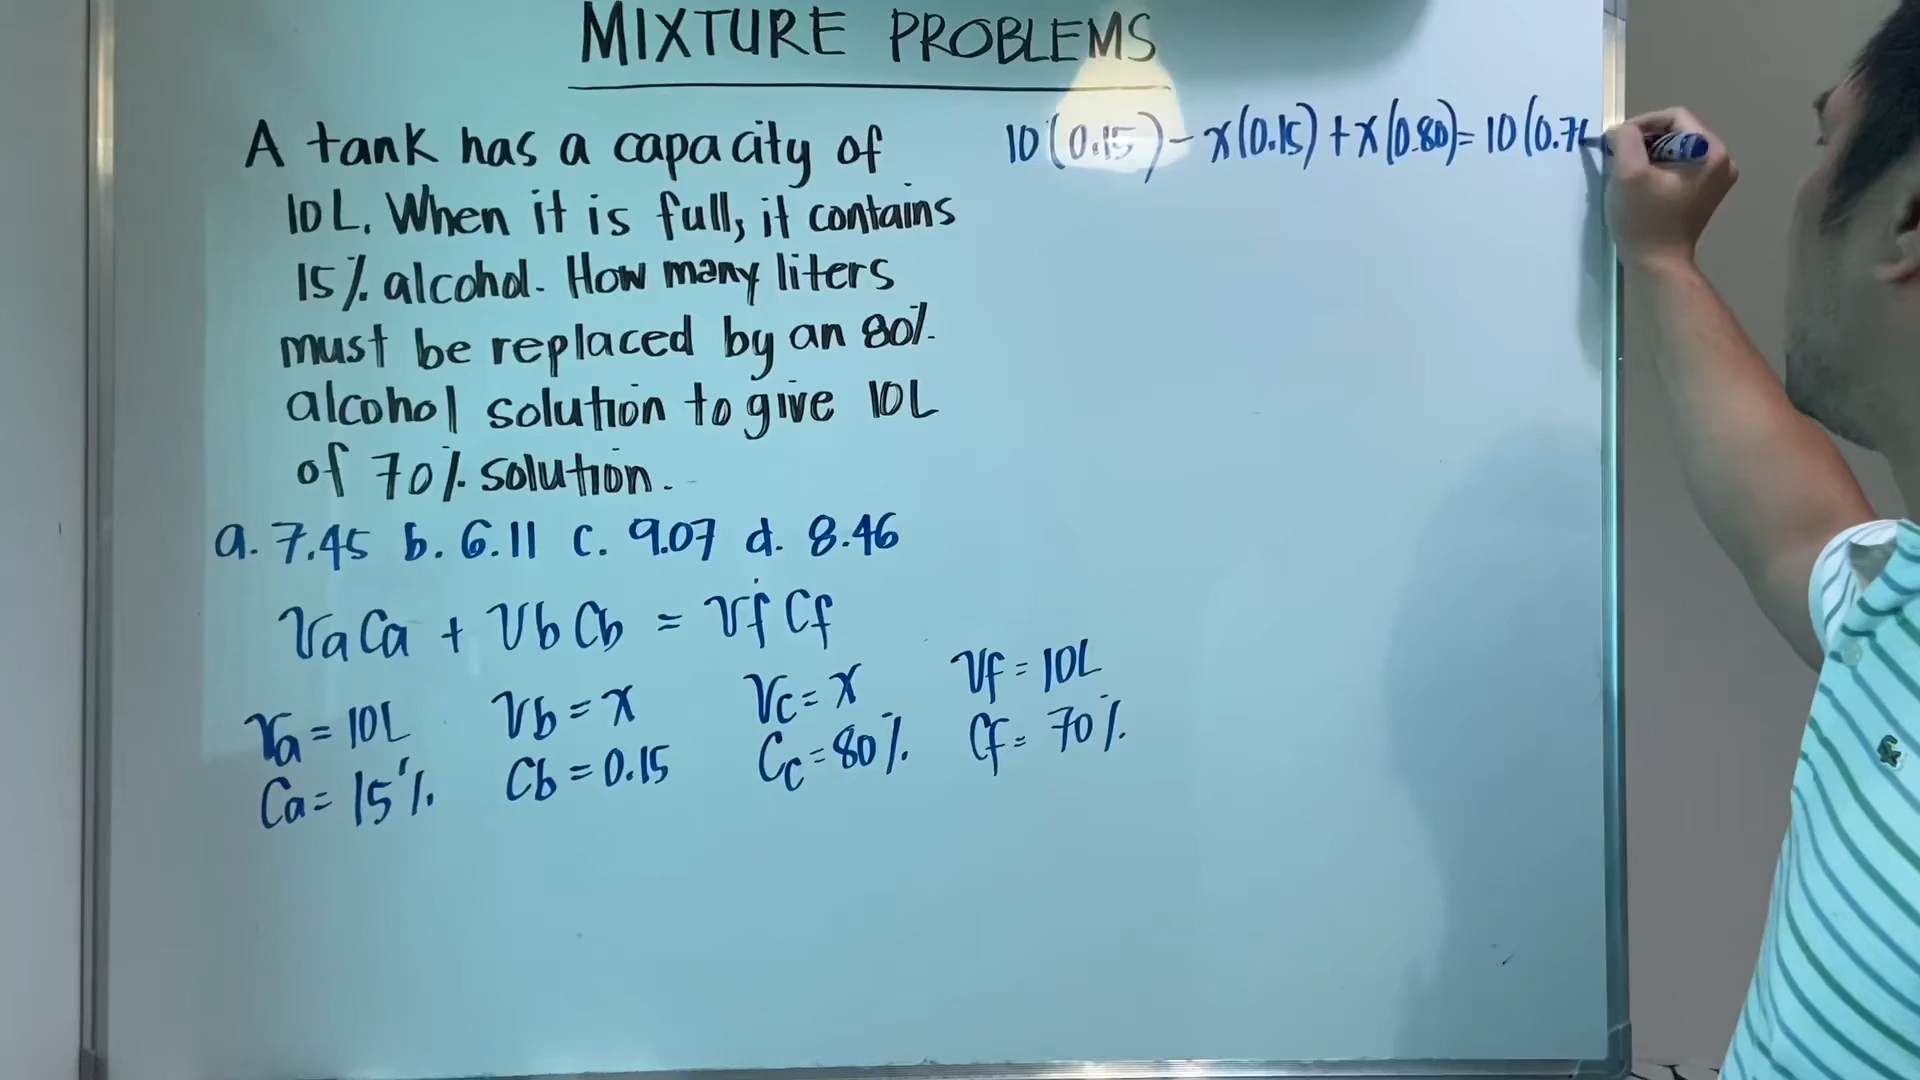 MIXTURE PROBLEMS
A tank has a capacity of
10L. When it is full, it contains
15% alcohol. How many liters
must be replaced by an 80%
alcohol solution to give 10L
of 70% solution.
a. 7.45 b. 6.11 c. 9.07 d. 8.46
VaCa + VbCb = VfCf
Va = 10L Vb = x Vc = x Vf = 10L
Ca = 15% Cb = 0.15 Cc = 80% Cf = 70%
10(0.15) - x(0.15) + x(0.80) = 10(0.7